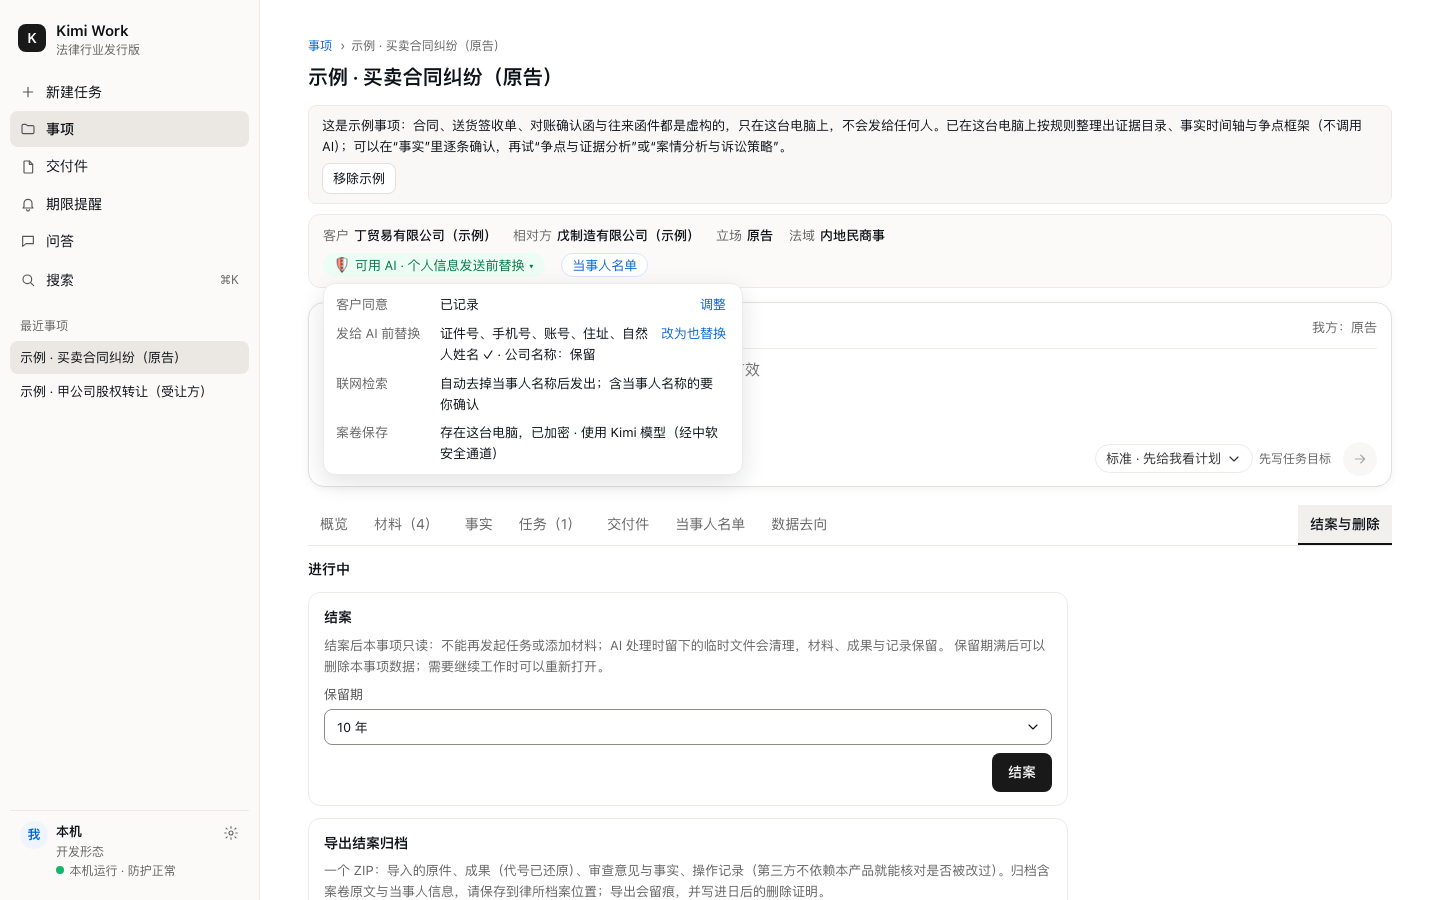 K
Kimi Work
法律行业发行版
新建任务
事项
交付件
期限提醒
问答
搜索 ⌘K
最近事项
示例 · 买卖合同纠纷（原告）
示例 · 甲公司股权转让（受让方）
我
本机
开发形态
本机运行 · 防护正常
事项 › 示例 · 买卖合同纠纷（原告）
示例 · 买卖合同纠纷（原告）
这是示例事项：合同、送货签收单、对账确认函与往来函件都是虚构的，只在这台电脑上，不会发给任何人。已在这台电脑上按规则整理出证据目录、事实时间轴与争点框架（不调用
AI）；可以在“事实”里逐条确认，再试“争点与证据分析”或“案情分析与诉讼策略”。
移除示例
客户 丁贸易有限公司（示例） 相对方 戊制造有限公司（示例） 立场 原告 法域 内地民商事
可用 AI · 个人信息发送前替换 ▾ 当事人名单
客户同意 已记录 调整
发给 AI 前替换 证件号、手机号、账号、住址、自然 改为也替换
人姓名 ✓ · 公司名称：保留
联网检索 自动去掉当事人名称后发出；含当事人名称的要
你确认
案卷保存 存在这台电脑，已加密 · 使用 Kimi 模型（经中软
安全通道）
我方：原告
效
标准 · 先给我看计划 先写任务目标
概览 材料（4） 事实 任务（1） 交付件 当事人名单 数据去向 结案与删除
进行中
结案
结案后本事项只读：不能再发起任务或添加材料；AI 处理时留下的临时文件会清理，材料、成果与记录保留。 保留期满后可以
删除本事项数据；需要继续工作时可以重新打开。
保留期
10 年
结案
导出结案归档
一个 ZIP：导入的原件、成果（代号已还原）、审查意见与事实、操作记录（第三方不依赖本产品就能核对是否被改过）。归档含
案卷原文与当事人信息，请保存到律所档案位置；导出会留痕，并写进日后的删除证明。